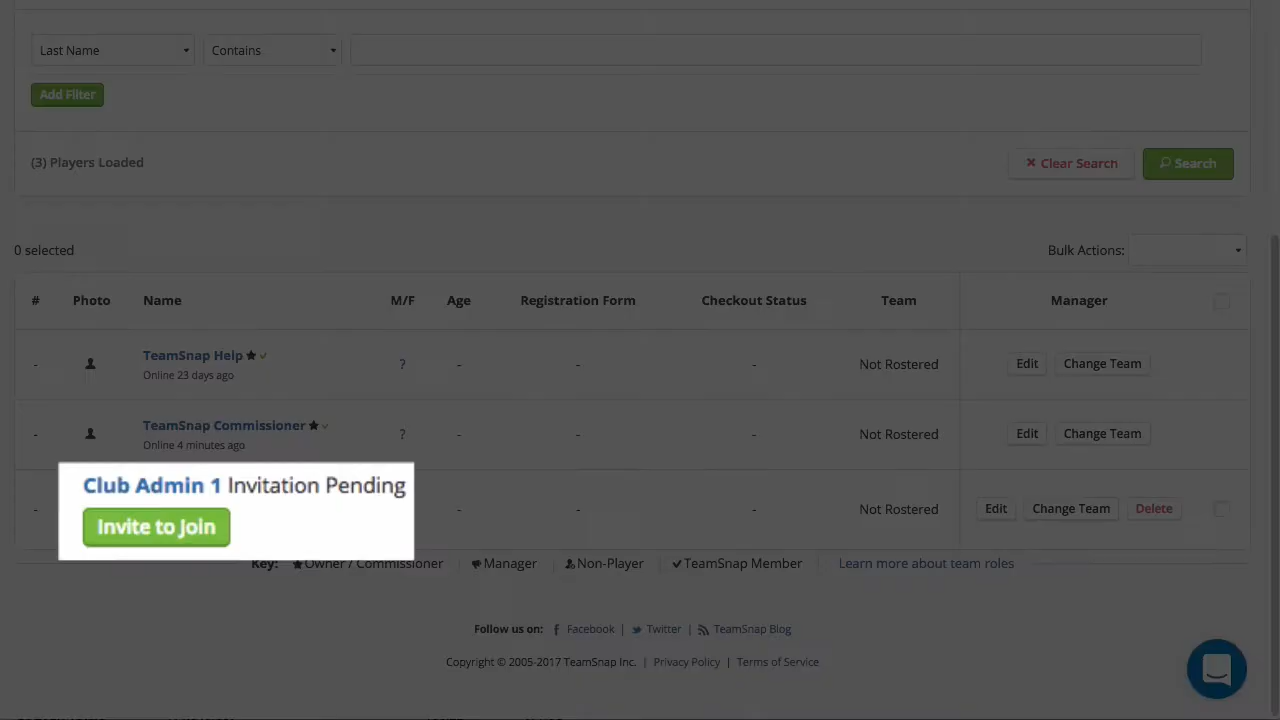 Last Name Contains
Add Filter
(3) Players Loaded Clear Search Search
0 selected Bulk Actions:
# Photo Name M/F Age Registration Form Checkout Status Team Manager
- TeamSnap Help ? - - - Not Rostered Edit Change Team
Online 23 days ago
- TeamSnap Commissioner ? - - - Not Rostered Edit Change Team
Online 4 minutes ago
Club Admin 1 Invitation Pending
- Invite to Join - - - Not Rostered Edit Change Team Delete
Key: Owner / Commissioner | Manager | Non-Player | TeamSnap Member | Learn more about team roles
Follow us on: Facebook | Twitter | TeamSnap Blog
Copyright © 2005-2017 TeamSnap Inc. | Privacy Policy | Terms of Service